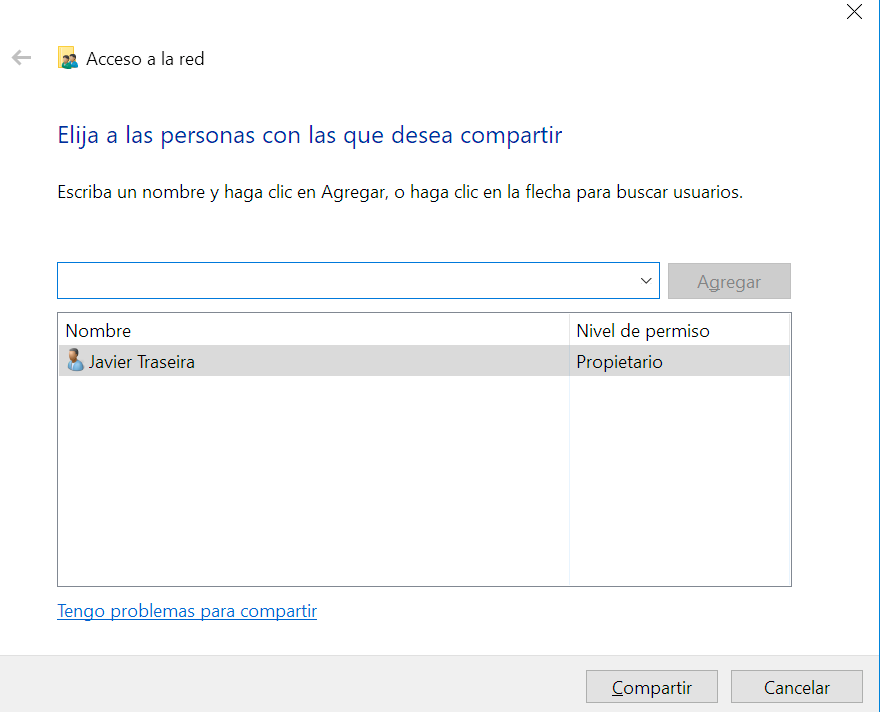 Acceso a la red
Elija a las personas con las que desea compartir
Escriba un nombre y haga clic en Agregar, o haga clic en la flecha para buscar usuarios.
Agregar
Nombre Nivel de permiso
Javier Traseira Propietario
Tengo problemas para compartir
Compartir Cancelar